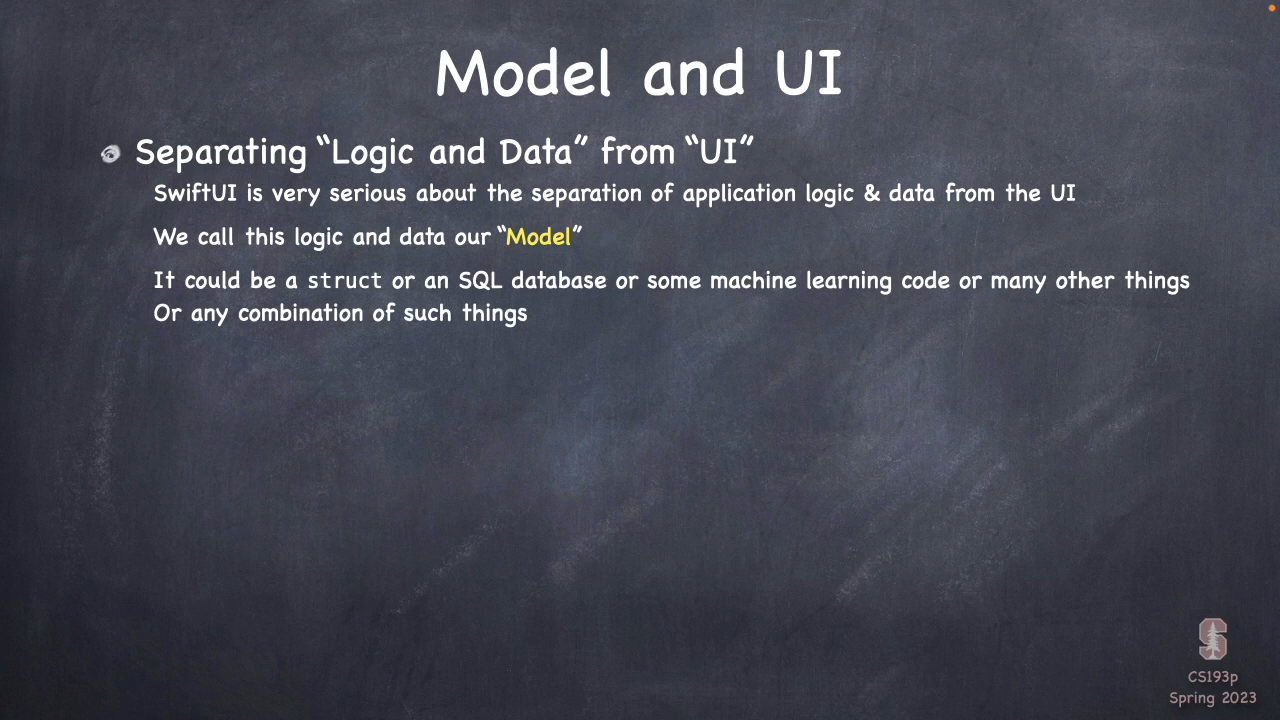 Model and UI
Separating “Logic and Data” from “UI”
SwiftUI is very serious about the separation of application logic & data from the UI
We call this logic and data our “Model”
It could be a struct or an SQL database or some machine learning code or many other things
Or any combination of such things
S
CS193p
Spring 2023